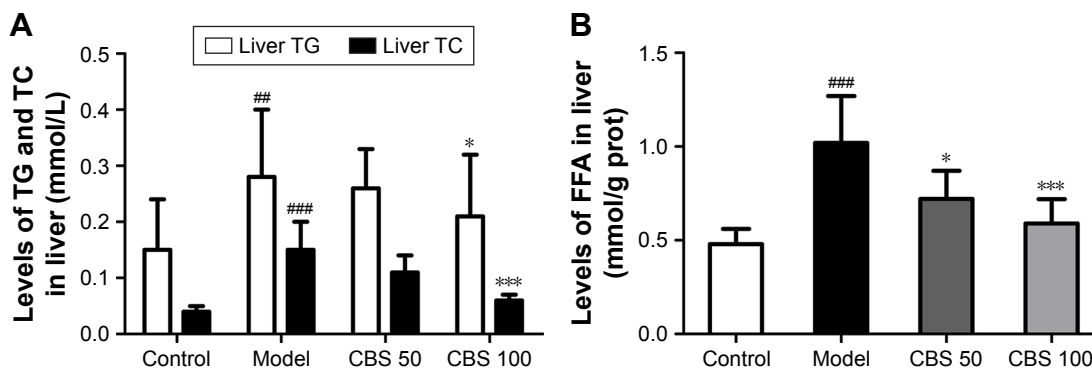 A
Liver TG
Liver TC
Levels of TG and TC
in liver (mmol/L)
0.5
0.4
0.3
0.2
0.1
0.0
##
###
*
***
Control
Model
CBS 50
CBS 100
B
Levels of FFA in liver
(mmol/g prot)
1.5
1.0
0.5
0.0
###
*
***
Control
Model
CBS 50
CBS 100